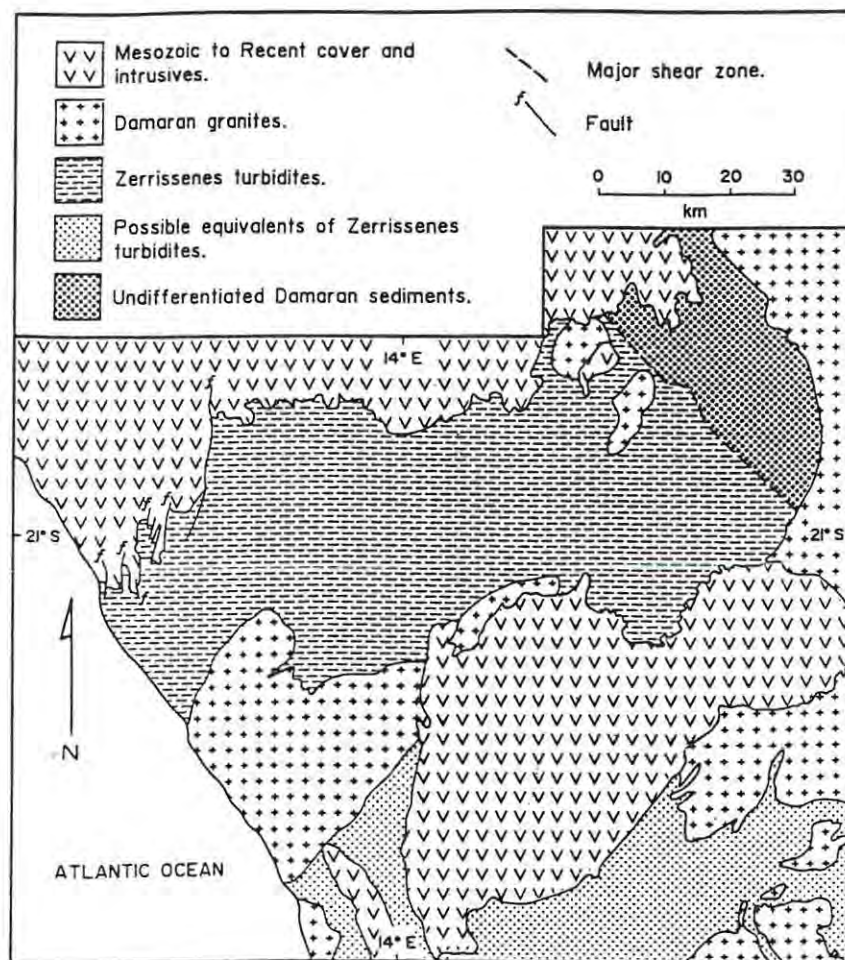 Mesozoic to Recent cover and
intrusives.
Damaran granites.
Zerrissenes turbidites.
Possible equivalents of Zerrissenes
turbidites.
Undifferentiated Damaran sediments.
Major shear zone.
f
Fault
0 10 20 30
km
14° E
f
f
f
f
f
f
21° S
21° S
f
N
ATLANTIC OCEAN
14° E